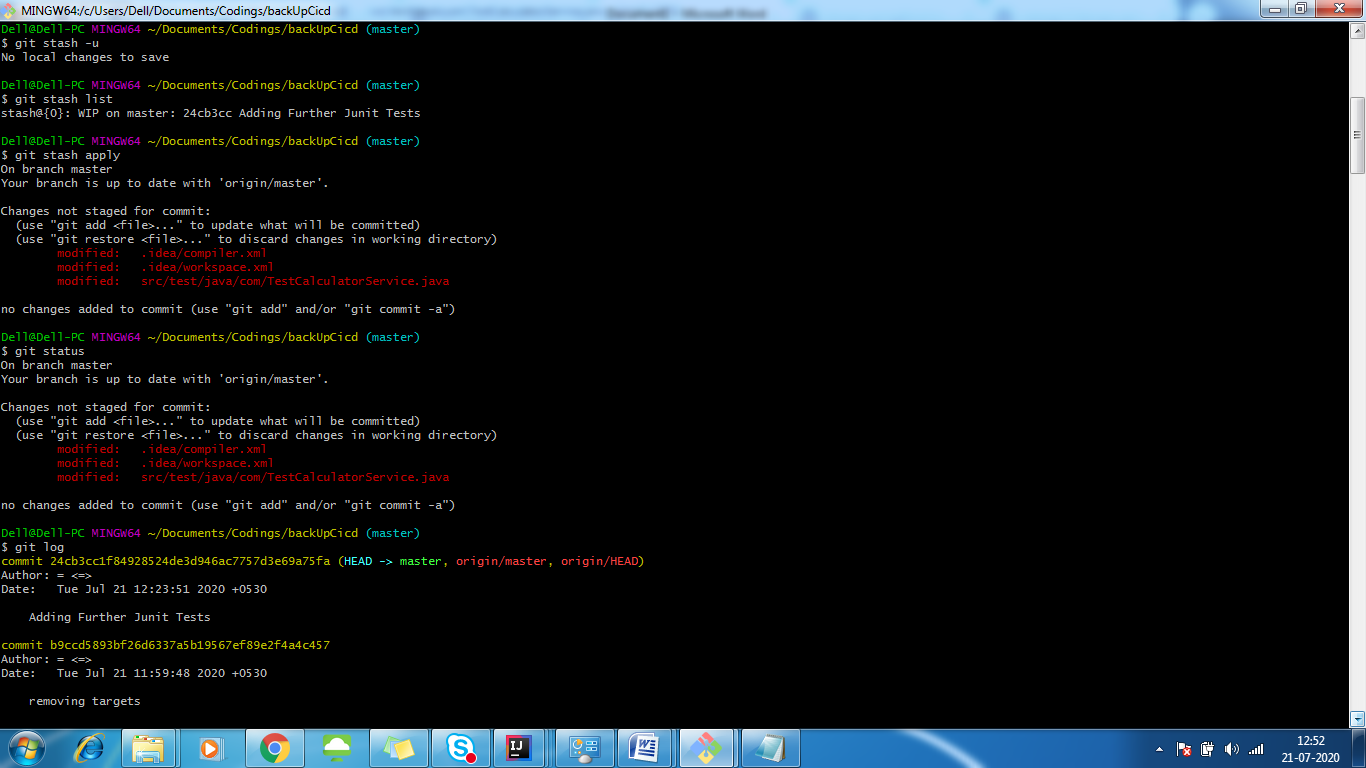 MINGW64:/c/Users/Dell/Documents/Codings/backUpCicd
Dell@Dell-PC MINGW64 ~/Documents/Codings/backUpCicd (master)
$ git stash -u
No local changes to save
Dell@Dell-PC MINGW64 ~/Documents/Codings/backUpCicd (master)
$ git stash list
stash@{0}: WIP on master: 24cb3cc Adding Further Junit Tests
Dell@Dell-PC MINGW64 ~/Documents/Codings/backUpCicd (master)
$ git stash apply
On branch master
Your branch is up to date with 'origin/master'.
Changes not staged for commit:
(use "git add <file>..." to update what will be committed)
(use "git restore <file>..." to discard changes in working directory)
modified:   .idea/compiler.xml
modified:   .idea/workspace.xml
modified:   src/test/java/com/TestCalculatorService.java
no changes added to commit (use "git add" and/or "git commit -a")
Dell@Dell-PC MINGW64 ~/Documents/Codings/backUpCicd (master)
$ git status
On branch master
Your branch is up to date with 'origin/master'.
Changes not staged for commit:
(use "git add <file>..." to update what will be committed)
(use "git restore <file>..." to discard changes in working directory)
modified:   .idea/compiler.xml
modified:   .idea/workspace.xml
modified:   src/test/java/com/TestCalculatorService.java
no changes added to commit (use "git add" and/or "git commit -a")
Dell@Dell-PC MINGW64 ~/Documents/Codings/backUpCicd (master)
$ git log
commit 24cb3cc1f84928524de3d946ac7757d3e69a75fa (HEAD -> master, origin/master, origin/HEAD)
Author: = <=>
Date:   Tue Jul 21 12:23:51 2020 +0530
Adding Further Junit Tests
commit b9ccd5893bf26d6337a5b19567ef89e2f4a4c457
Author: = <=>
Date:   Tue Jul 21 11:59:48 2020 +0530
removing targets
12:52
21-07-2020